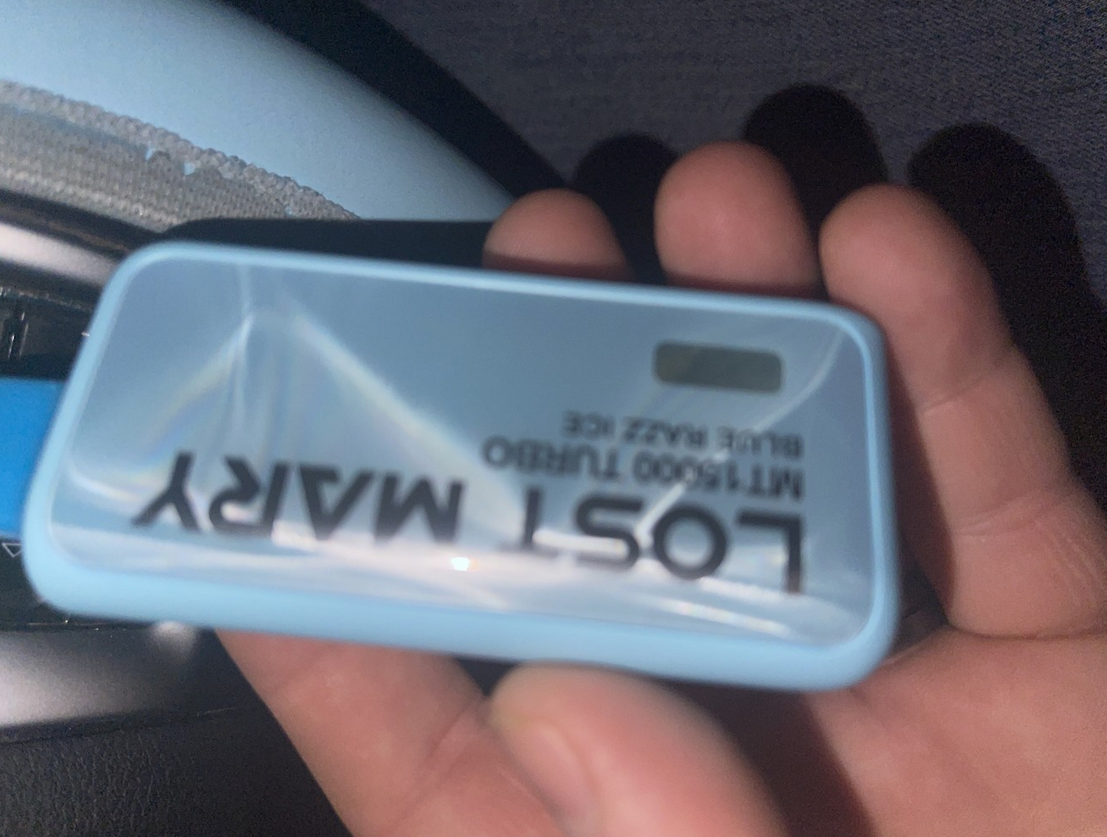 LOST MARY
MT15000 TURBO
BLUE RAZZ ICE